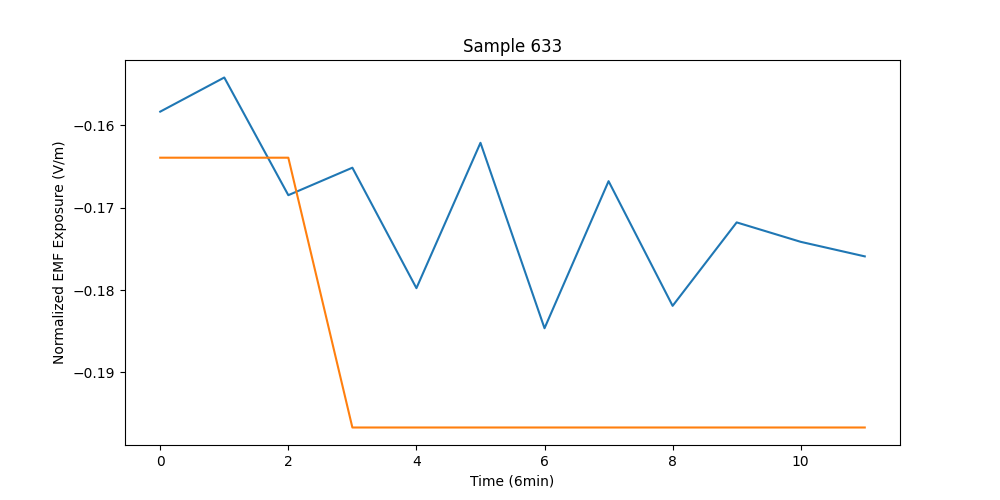 Sample 633
Normalized EMF Exposure (V/m)
−0.16
−0.17
−0.18
−0.19
0 2 4 6 8 10
Time (6min)